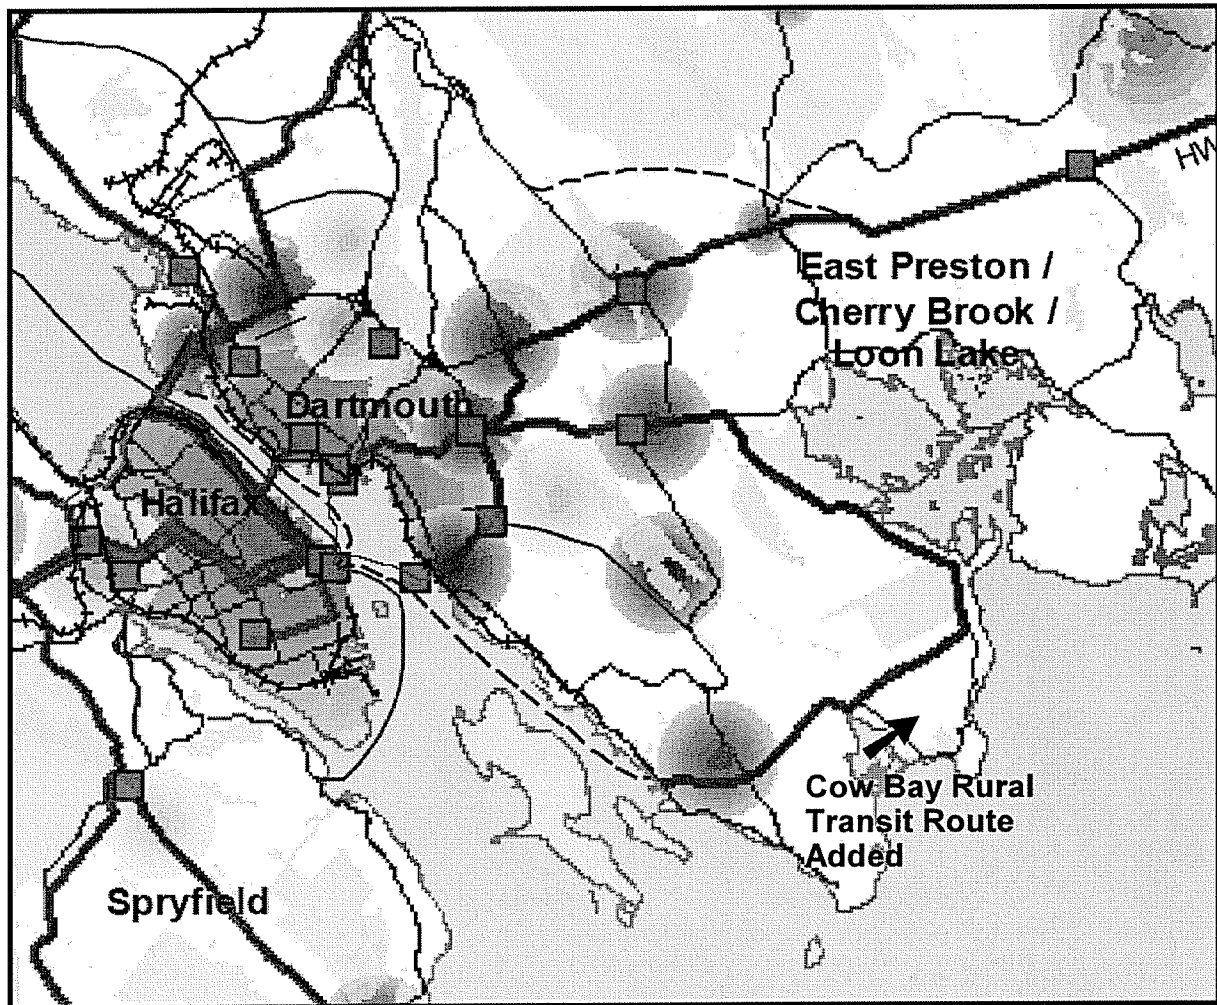 HW
East Preston /
Cherry Brook /
Loon Lake
Dartmouth
Halifax
Cow Bay Rural
Transit Route
Added
Spryfield